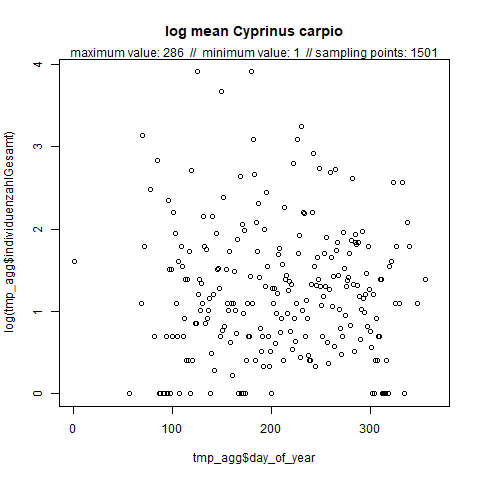 log mean Cyprinus carpio
maximum value: 286 // minimum value: 1 // sampling points: 1501
log(tmp_agg$individuenzahlGesamt)
4
3
2
1
0
0 100 200 300
tmp_agg$day_of_year